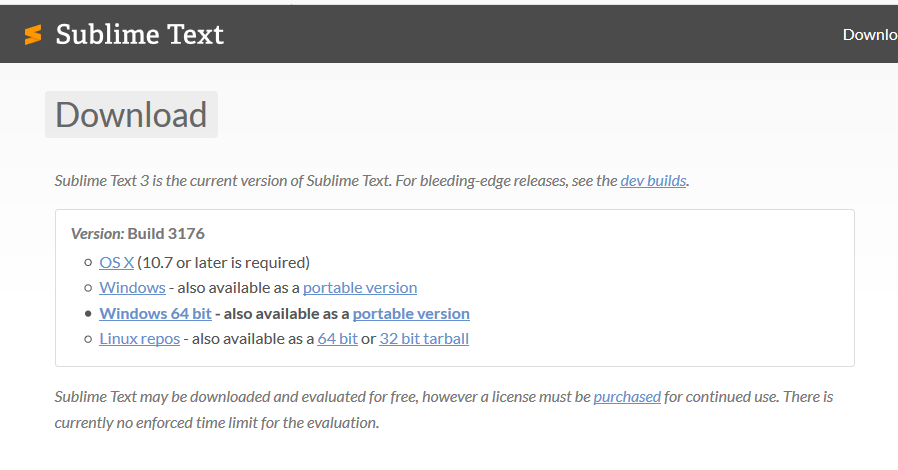 Sublime Text
Downlo
Download
Sublime Text 3 is the current version of Sublime Text. For bleeding-edge releases, see the dev builds.
Version: Build 3176
OS X (10.7 or later is required)
Windows - also available as a portable version
Windows 64 bit - also available as a portable version
Linux repos - also available as a 64 bit or 32 bit tarball
Sublime Text may be downloaded and evaluated for free, however a license must be purchased for continued use. There is
currently no enforced time limit for the evaluation.